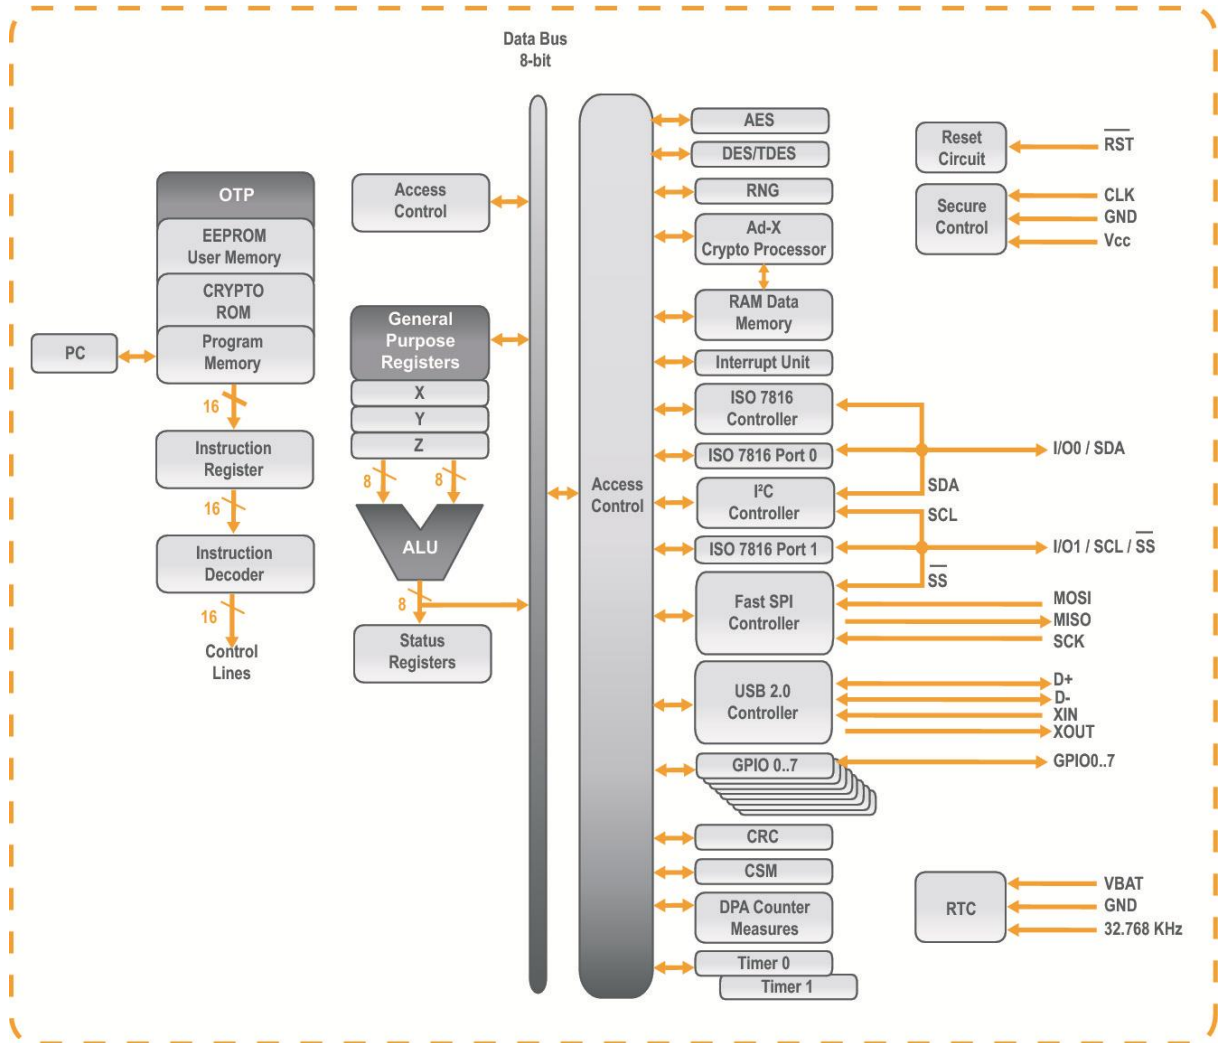 Data Bus
8-bit
OTP
EEPROM
User Memory
CRYPTO
ROM
Program
Memory
PC
16
Instruction
Register
16
Instruction
Decoder
16
Control
Lines
Access
Control
General
Purpose
Registers
X
Y
Z
8
8
ALU
8
Status
Registers
Access
Control
AES
DES/TDES
RNG
Ad-X
Crypto Processor
RAM Data
Memory
Interrupt Unit
ISO 7816
Controller
ISO 7816 Port 0
I²C
Controller
ISO 7816 Port 1
Fast SPI
Controller
USB 2.0
Controller
GPIO 0..7
CRC
CSM
DPA Counter
Measures
Timer 0
Timer 1
Reset
Circuit
R̅S̅T̅
Secure
Control
CLK
GND
Vcc
I/O0 / SDA
SDA
SCL
I/O1 / SCL / S̅S̅
S̅S̅
MOSI
MISO
SCK
D+
D-
XIN
XOUT
GPIO0..7
RTC
VBAT
GND
32.768 KHz